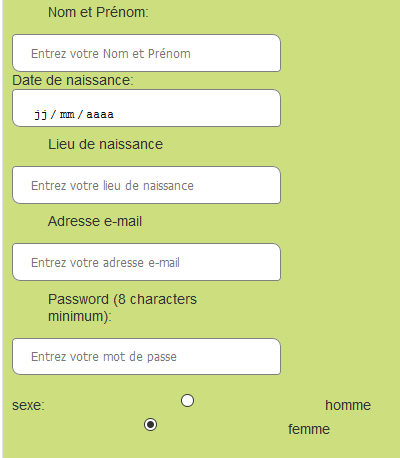 Nom et Prénom:
Entrez votre Nom et Prénom
Date de naissance:
jj / mm / aaaa
Lieu de naissance
Entrez votre lieu de naissance
Adresse e-mail
Entrez votre adresse e-mail
Password (8 characters
minimum):
Entrez votre mot de passe
sexe: homme
femme